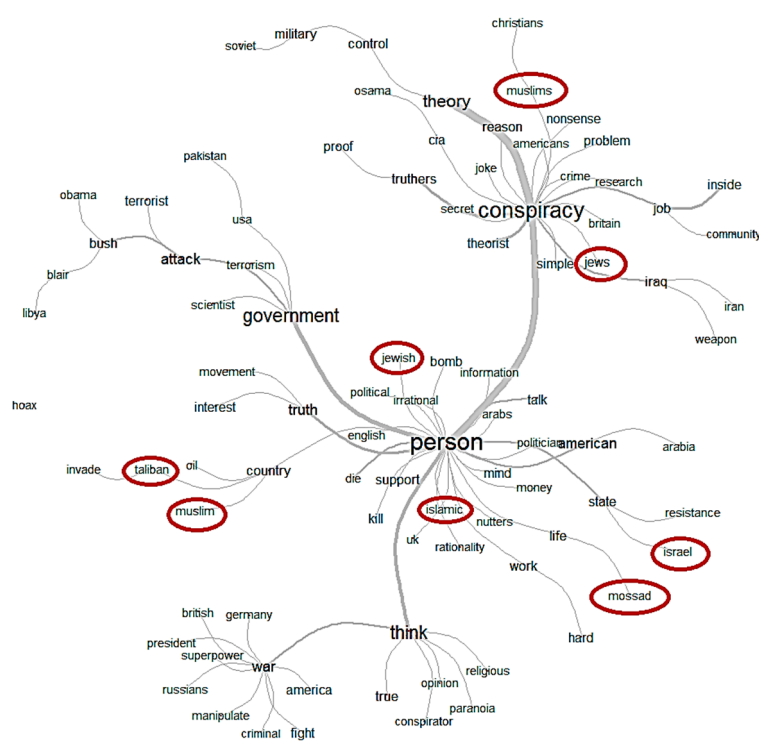 christians
soviet
military
control
osama
theory
muslims
reason
nonsense
americans
problem
cia
proof
truthers
joke
crime
research
inside
pakistan
secret
conspiracy
job
obama
terrorist
usa
britain
community
bush
theorist
attack
terrorism
simple
jews
blair
iraq
scientist
libya
government
iran
weapon
jewish
bomb
movement
information
political
irrational
talk
hoax
interest
truth
arabs
english
person
politician
american
arabia
invade
taliban
oil
country
die
support
mind
money
state
muslim
kill
islamic
nutters
resistance
uk
rationality
life
israel
work
mossad
british
germany
president
superpower
think
hard
war
religious
russians
america
true
opinion
manipulate
paranoia
criminal
fight
conspirator